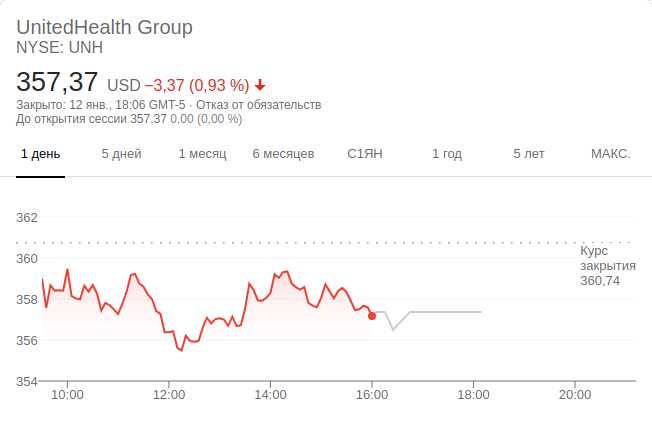 UnitedHealth Group
NYSE: UNH
357,37 USD −3,37 (0,93 %)
Закрыто: 12 янв., 18:06 GMT-5 · Отказ от обязательств
До открытия сессии 357,37 0,00 (0,00 %)
1 день 5 дней 1 месяц 6 месяцев С1ЯН 1 год 5 лет МАКС.
362
360
358
356
354
Курс
закрытия
360,74
10:00 12:00 14:00 16:00 18:00 20:00